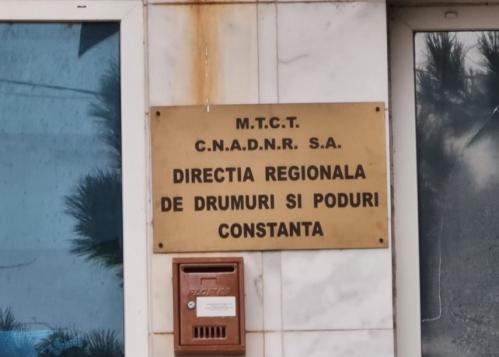 M.T.C.T.
C.N.A.D.N.R. S.A.
DIRECTIA REGIONALA
DE DRUMURI SI PODURI
CONSTANTA